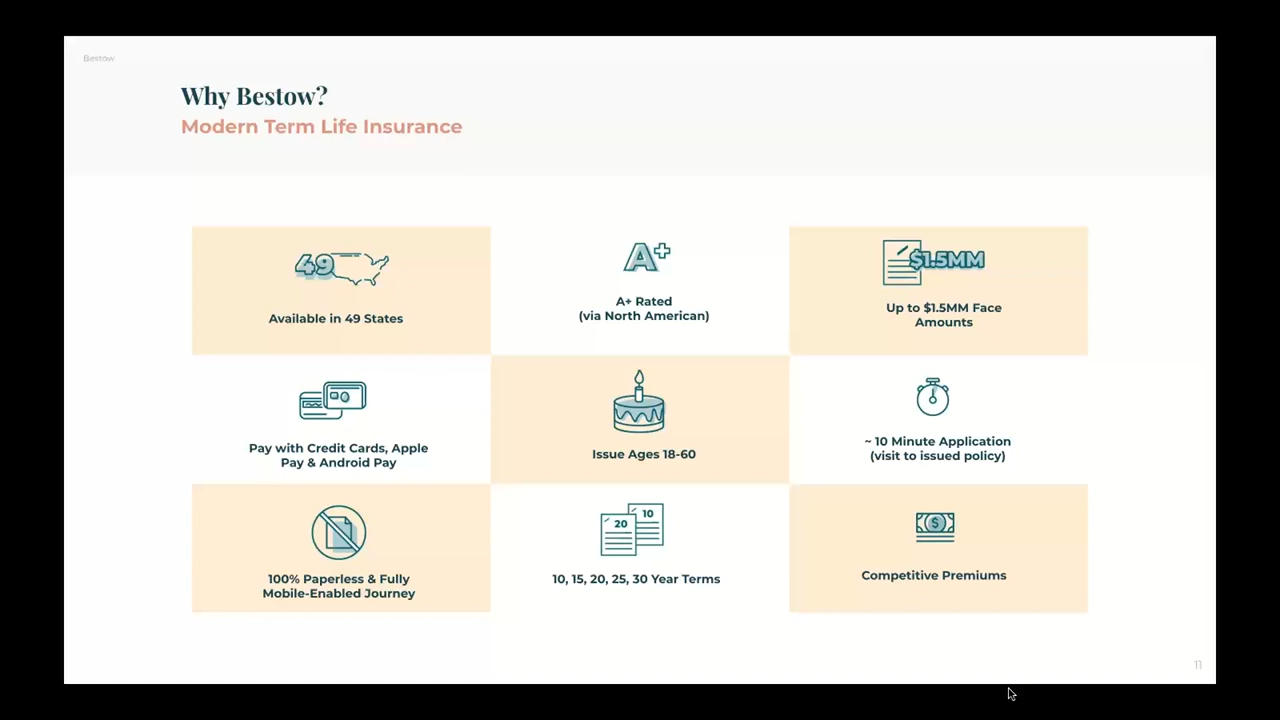 Bestow
Why Bestow?
Modern Term Life Insurance
49
Available in 49 States
A+
A+ Rated
(via North American)
$1.5MM
Up to $1.5MM Face
Amounts
Pay with Credit Cards, Apple
Pay & Android Pay
Issue Ages 18-60
~ 10 Minute Application
(visit to issued policy)
100% Paperless & Fully
Mobile-Enabled Journey
20
10
10, 15, 20, 25, 30 Year Terms
$
Competitive Premiums
11